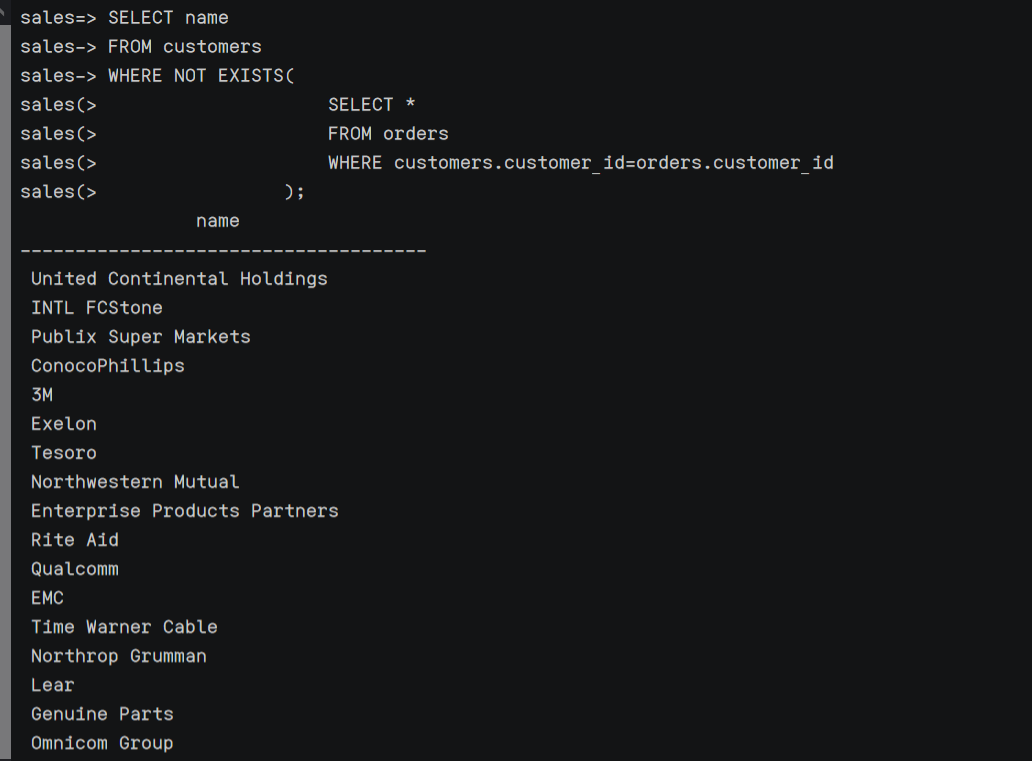 sales=> SELECT name
sales-> FROM customers
sales-> WHERE NOT EXISTS(
sales(>                     SELECT *
sales(>                     FROM orders
sales(>                     WHERE customers.customer_id=orders.customer_id
sales(>                 );
                name
-------------------------------------
 United Continental Holdings
 INTL FCStone
 Publix Super Markets
 ConocoPhillips
 3M
 Exelon
 Tesoro
 Northwestern Mutual
 Enterprise Products Partners
 Rite Aid
 Qualcomm
 EMC
 Time Warner Cable
 Northrop Grumman
 Lear
 Genuine Parts
 Omnicom Group